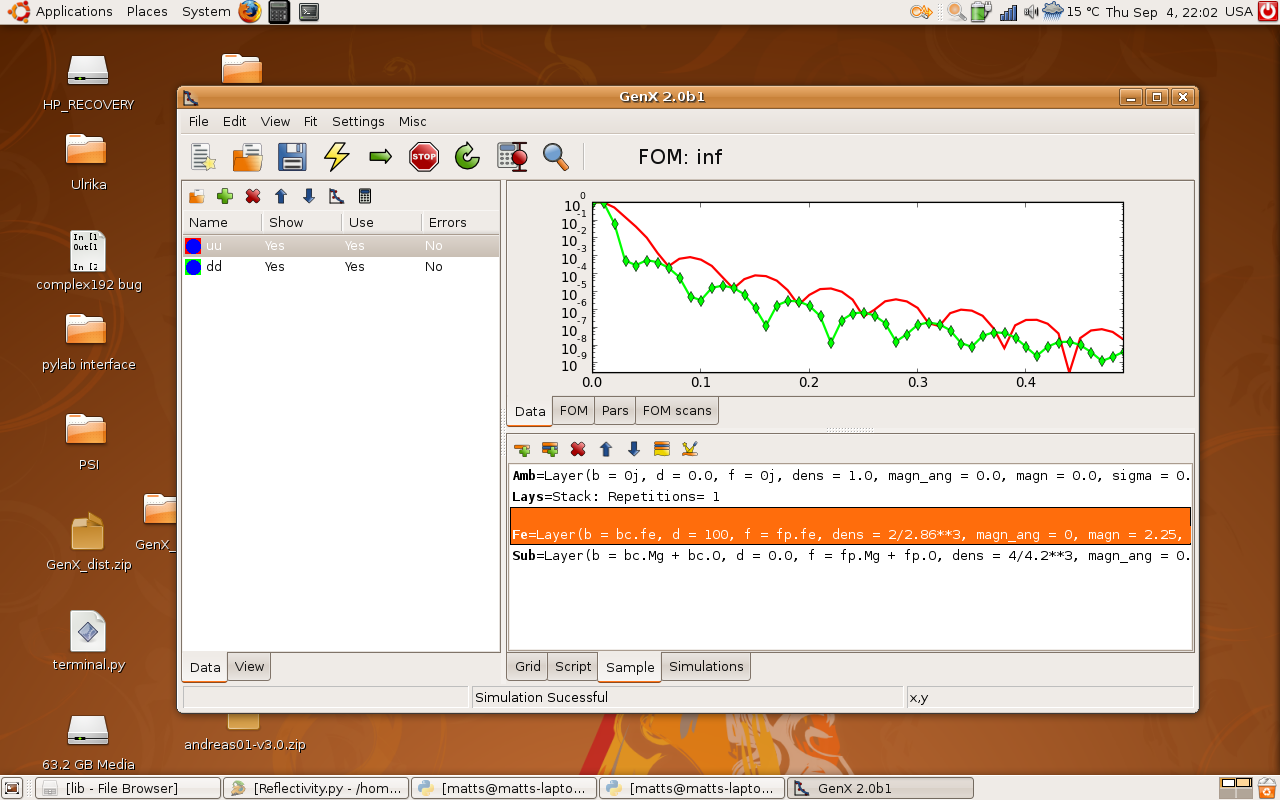 Applications Places System 15 °C Thu Sep 4, 22:02 USA
HP_RECOVERY
Ulrika
In [1
Out[1
In [2
complex192 bug
pylab interface
PSI
GenX_
GenX_dist.zip
terminal.py
andreas01-v3.0.zip
63.2 GB Media
GenX 2.0b1
File Edit View Fit Settings Misc
STOP
FOM: inf
Name Show Use Errors
uu Yes Yes No
dd Yes Yes No
Data View
10^0
10^-1
10^-2
10^-3
10^-4
10^-5
10^-6
10^-7
10^-8
10^-9
10
0.0 0.1 0.2 0.3 0.4
Data FOM Pars FOM scans
Amb=Layer(b = 0j, d = 0.0, f = 0j, dens = 1.0, magn_ang = 0.0, magn = 0.0, sigma = 0.
Lays=Stack: Repetitions= 1
Fe=Layer(b = bc.fe, d = 100, f = fp.fe, dens = 2/2.86**3, magn_ang = 0, magn = 2.25,
Sub=Layer(b = bc.Mg + bc.O, d = 0.0, f = fp.Mg + fp.O, dens = 4/4.2**3, magn_ang = 0.
Grid Script Sample Simulations
Simulation Sucessful x,y
[lib - File Browser] [Reflectivity.py - /hom... [matts@matts-lapto... [matts@matts-lapto... GenX 2.0b1